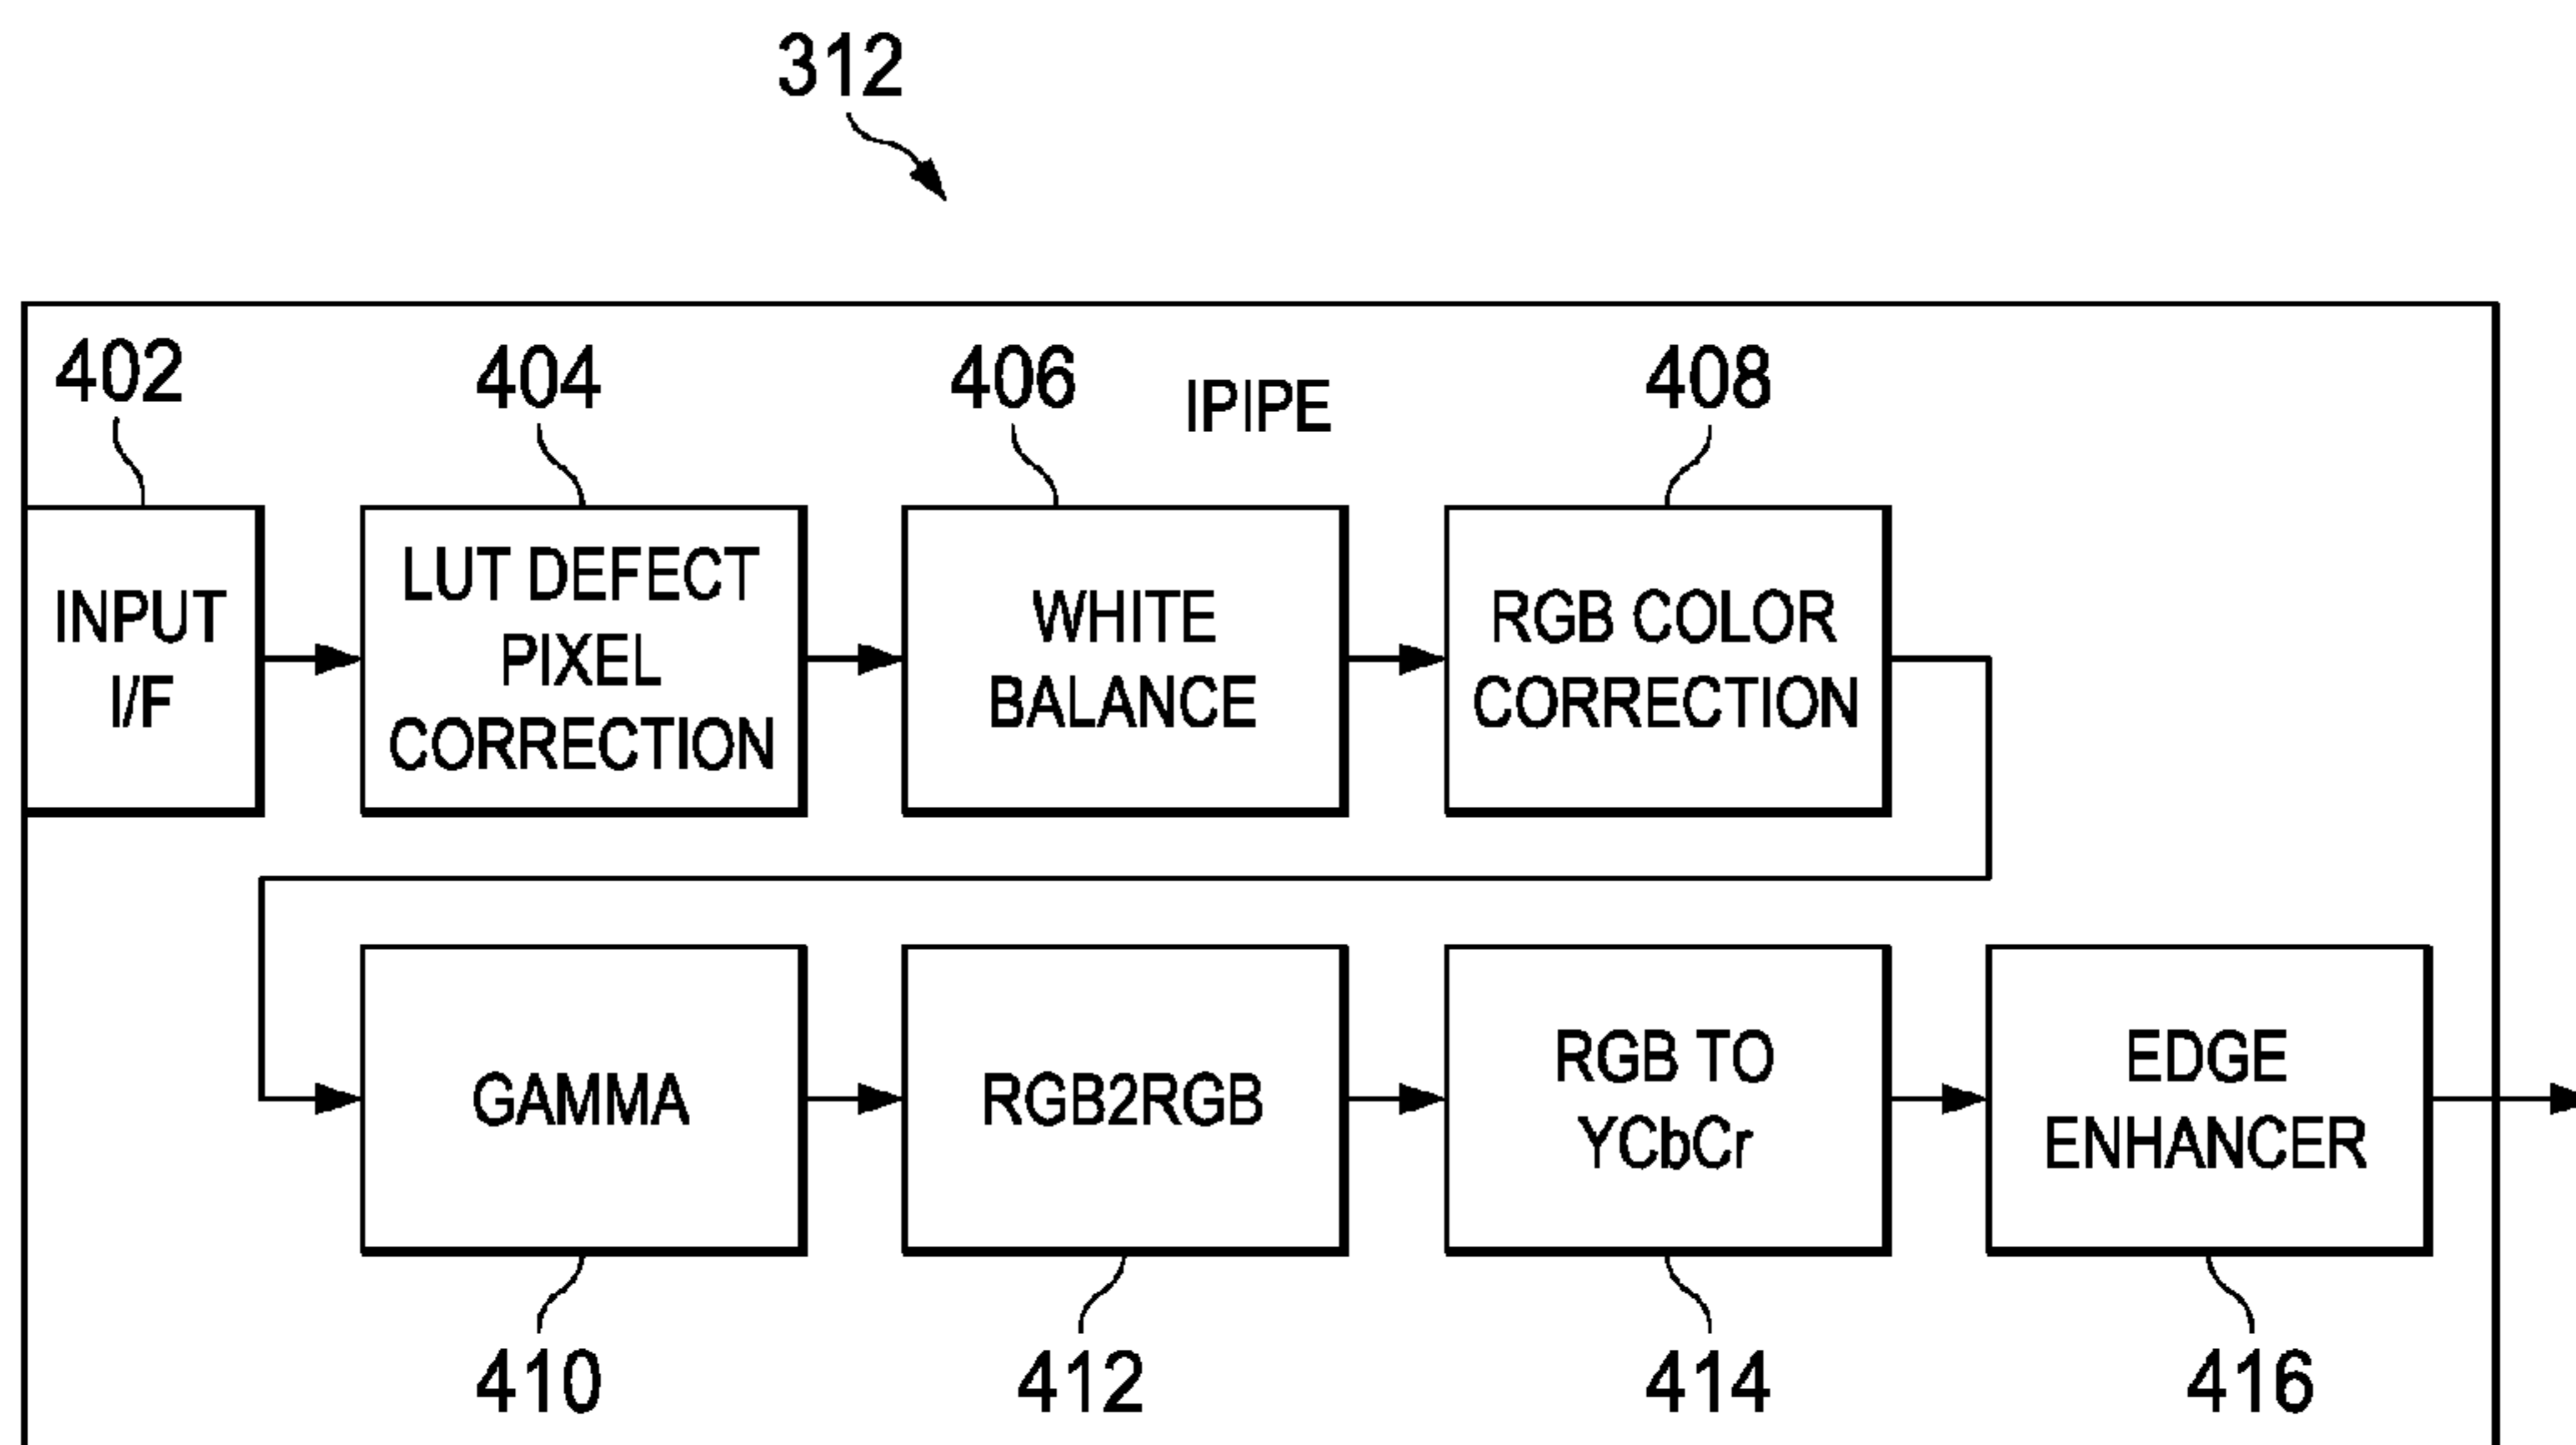 312
402
404
406
IPIPE
408
INPUT
I/F
LUT DEFECT
PIXEL
CORRECTION
WHITE
BALANCE
RGB COLOR
CORRECTION
GAMMA
RGB2RGB
RGB TO
YCbCr
EDGE
ENHANCER
410
412
414
416